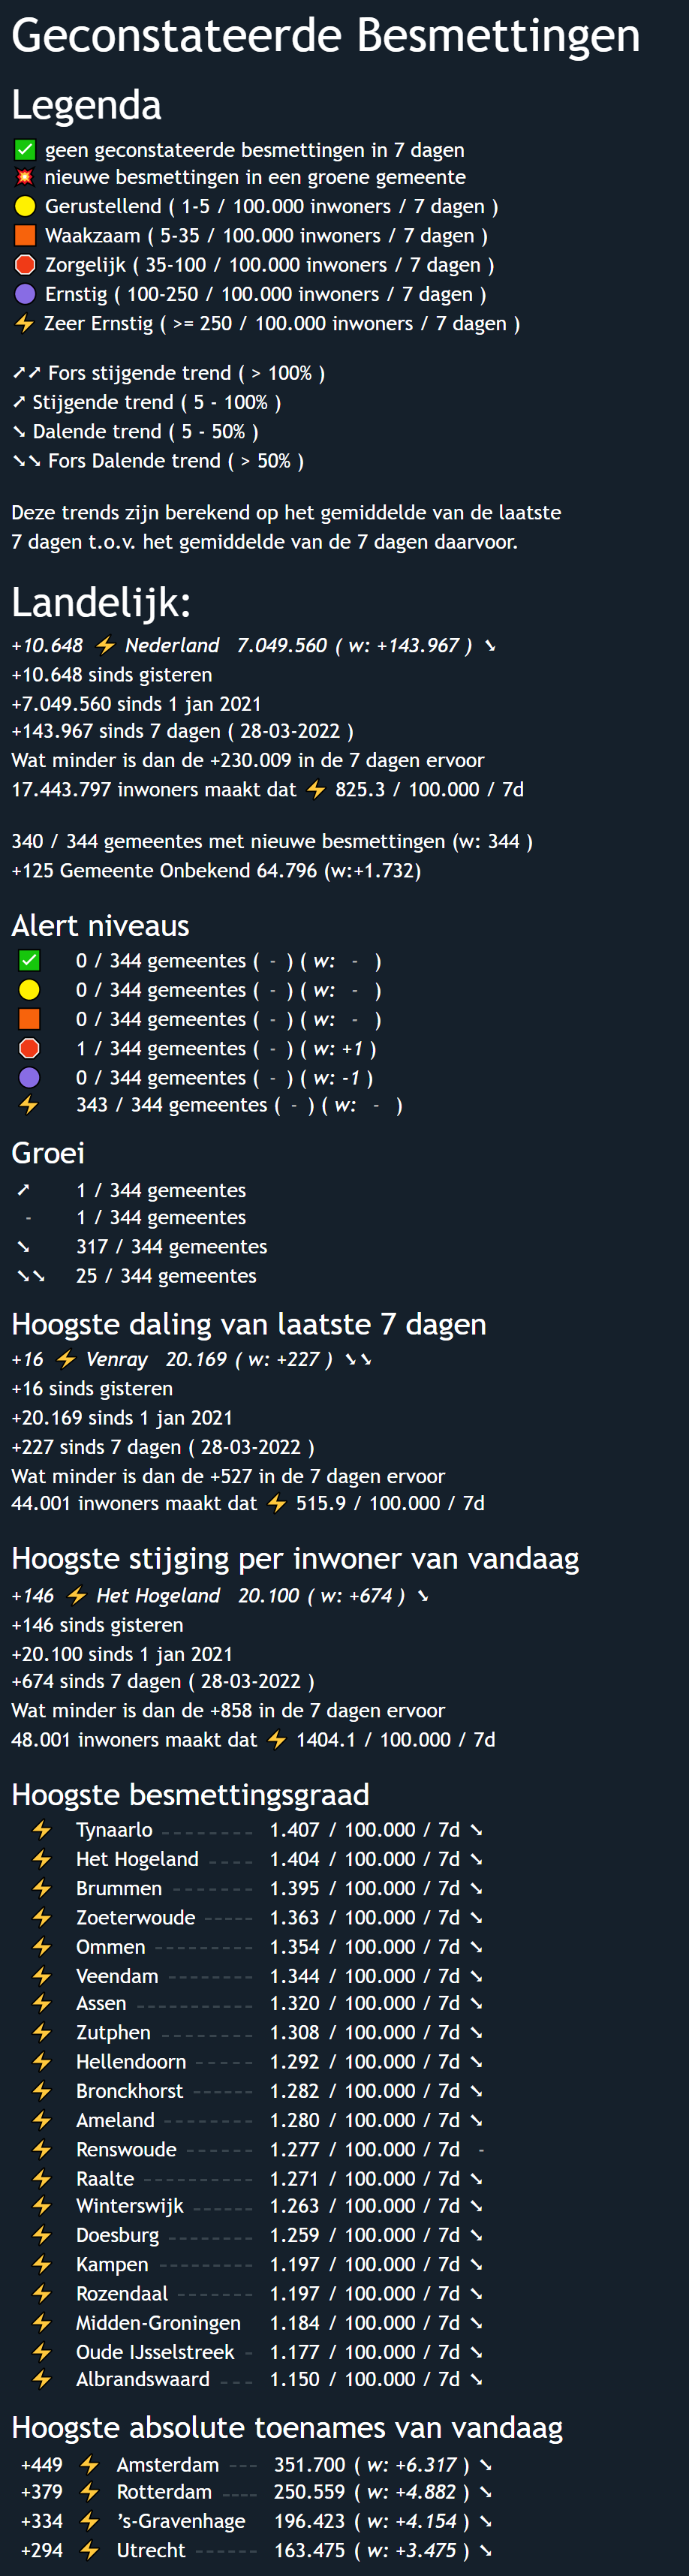 Geconstateerde Besmettingen
Legenda
✅ geen geconstateerde besmettingen in 7 dagen
💥 nieuwe besmettingen in een groene gemeente
🟡 Gerustellend ( 1-5 / 100.000 inwoners / 7 dagen )
🟧 Waakzaam ( 5-35 / 100.000 inwoners / 7 dagen )
🛑 Zorgelijk ( 35-100 / 100.000 inwoners / 7 dagen )
🟣 Ernstig ( 100-250 / 100.000 inwoners / 7 dagen )
⚡ Zeer Ernstig ( >= 250 / 100.000 inwoners / 7 dagen )
➚➚ Fors stijgende trend ( > 100% )
➚ Stijgende trend ( 5 - 100% )
➘ Dalende trend ( 5 - 50% )
➘➘ Fors Dalende trend ( > 50% )
Deze trends zijn berekend op het gemiddelde van de laatste
7 dagen t.o.v. het gemiddelde van de 7 dagen daarvoor.
Landelijk:
+10.648 ⚡ Nederland 7.049.560 ( w: +143.967 ) ➘
+10.648 sinds gisteren
+7.049.560 sinds 1 jan 2021
+143.967 sinds 7 dagen ( 28-03-2022 )
Wat minder is dan de +230.009 in de 7 dagen ervoor
17.443.797 inwoners maakt dat ⚡ 825.3 / 100.000 / 7d
340 / 344 gemeentes met nieuwe besmettingen (w: 344 )
+125 Gemeente Onbekend 64.796 (w:+1.732)
Alert niveaus
✅ 0 / 344 gemeentes ( - ) ( w: - )
🟡 0 / 344 gemeentes ( - ) ( w: - )
🟧 0 / 344 gemeentes ( - ) ( w: - )
🛑 1 / 344 gemeentes ( - ) ( w: +1 )
🟣 0 / 344 gemeentes ( - ) ( w: -1 )
⚡ 343 / 344 gemeentes ( - ) ( w: - )
Groei
➚ 1 / 344 gemeentes
- 1 / 344 gemeentes
➘ 317 / 344 gemeentes
➘➘ 25 / 344 gemeentes
Hoogste daling van laatste 7 dagen
+16 ⚡ Venray 20.169 ( w: +227 ) ➘➘
+16 sinds gisteren
+20.169 sinds 1 jan 2021
+227 sinds 7 dagen ( 28-03-2022 )
Wat minder is dan de +527 in de 7 dagen ervoor
44.001 inwoners maakt dat ⚡ 515.9 / 100.000 / 7d
Hoogste stijging per inwoner van vandaag
+146 ⚡ Het Hogeland 20.100 ( w: +674 ) ➘
+146 sinds gisteren
+20.100 sinds 1 jan 2021
+674 sinds 7 dagen ( 28-03-2022 )
Wat minder is dan de +858 in de 7 dagen ervoor
48.001 inwoners maakt dat ⚡ 1404.1 / 100.000 / 7d
Hoogste besmettingsgraad
⚡ Tynaarlo -------- 1.407 / 100.000 / 7d ➘
⚡ Het Hogeland ---- 1.404 / 100.000 / 7d ➘
⚡ Brummen ------- 1.395 / 100.000 / 7d ➘
⚡ Zoeterwoude ----- 1.363 / 100.000 / 7d ➘
⚡ Ommen --------- 1.354 / 100.000 / 7d ➘
⚡ Veendam -------- 1.344 / 100.000 / 7d ➘
⚡ Assen ----------- 1.320 / 100.000 / 7d ➘
⚡ Zutphen -------- 1.308 / 100.000 / 7d ➘
⚡ Hellendoorn ----- 1.292 / 100.000 / 7d ➘
⚡ Bronckhorst ------ 1.282 / 100.000 / 7d ➘
⚡ Ameland -------- 1.280 / 100.000 / 7d ➘
⚡ Renswoude ------ 1.277 / 100.000 / 7d -
⚡ Raalte ---------- 1.271 / 100.000 / 7d ➘
⚡ Winterswijk ------ 1.263 / 100.000 / 7d ➘
⚡ Doesburg -------- 1.259 / 100.000 / 7d ➘
⚡ Kampen --------- 1.197 / 100.000 / 7d ➘
⚡ Rozendaal ------- 1.197 / 100.000 / 7d ➘
⚡ Midden-Groningen 1.184 / 100.000 / 7d ➘
⚡ Oude IJsselstreek - 1.177 / 100.000 / 7d ➘
⚡ Albrandswaard --- 1.150 / 100.000 / 7d ➘
Hoogste absolute toenames van vandaag
+449 ⚡ Amsterdam --- 351.700 ( w: +6.317 ) ➘
+379 ⚡ Rotterdam ---- 250.559 ( w: +4.882 ) ➘
+334 ⚡ 's-Gravenhage 196.423 ( w: +4.154 ) ➘
+294 ⚡ Utrecht ------ 163.475 ( w: +3.475 ) ➘